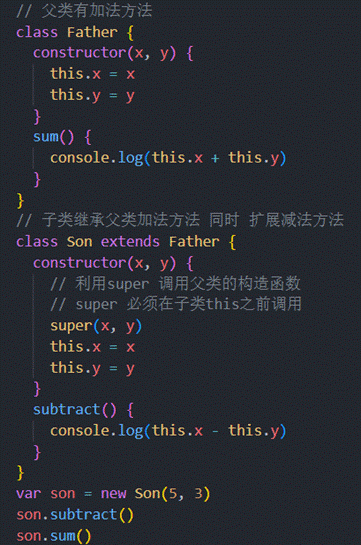 // 父类有加法方法
class Father {
  constructor(x, y) {
    this.x = x
    this.y = y
  }
  sum() {
    console.log(this.x + this.y)
  }
}
// 子类继承父类加法方法 同时 扩展减法方法
class Son extends Father {
  constructor(x, y) {
    // 利用super 调用父类的构造函数
    // super 必须在子类this之前调用
    super(x, y)
    this.x = x
    this.y = y
  }
  subtract() {
    console.log(this.x - this.y)
  }
}
var son = new Son(5, 3)
son.subtract()
son.sum()